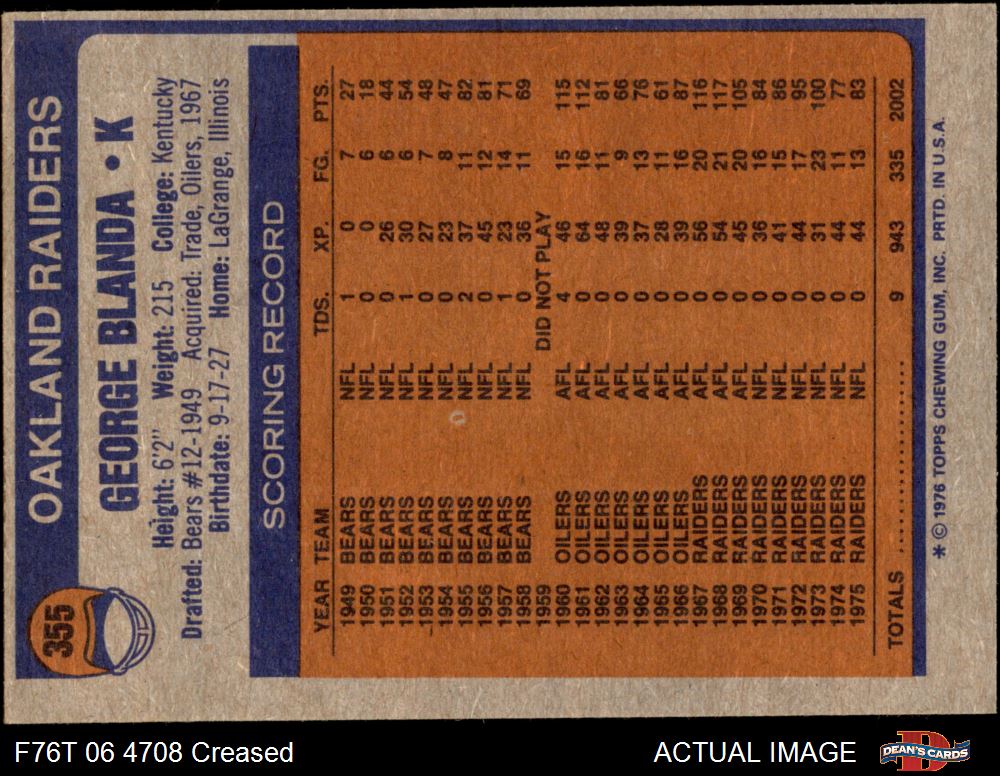 355
OAKLAND RAIDERS
GEORGE BLANDA • K
Height: 6'2" Weight: 215 College: Kentucky
Drafted: Bears #12-1949 Acquired: Trade, Oilers, 1967
Birthdate: 9-17-27 Home: LaGrange, Illinois
SCORING RECORD
YEAR TEAM TDS. XP. FG. PTS.
1949 BEARS NFL 1 0 7 27
1950 BEARS NFL 0 0 6 18
1951 BEARS NFL 0 26 6 44
1952 BEARS NFL 1 30 6 54
1953 BEARS NFL 0 27 7 48
1954 BEARS NFL 0 23 8 47
1955 BEARS NFL 2 37 11 82
1956 BEARS NFL 0 45 12 81
1957 BEARS NFL 1 23 14 71
1958 BEARS NFL 0 36 11 69
1959 DID NOT PLAY
1960 OILERS AFL 4 46 15 115
1961 OILERS AFL 0 64 16 112
1962 OILERS AFL 0 48 11 81
1963 OILERS AFL 0 39 9 66
1964 OILERS AFL 0 37 13 76
1965 OILERS AFL 0 28 11 61
1966 OILERS AFL 0 39 16 87
1967 RAIDERS AFL 0 56 20 116
1968 RAIDERS AFL 0 54 21 117
1969 RAIDERS AFL 0 45 20 105
1970 RAIDERS NFL 0 36 16 84
1971 RAIDERS NFL 0 41 15 86
1972 RAIDERS NFL 0 44 17 95
1973 RAIDERS NFL 0 31 23 100
1974 RAIDERS NFL 0 44 11 77
1975 RAIDERS NFL 0 44 13 83
TOTALS .................... 9 943 335 2002
* © 1976 TOPPS CHEWING GUM, INC. PRTD. IN U.S.A.
F76T 06 4708 Creased
ACTUAL IMAGE
DEAN'S CARDS